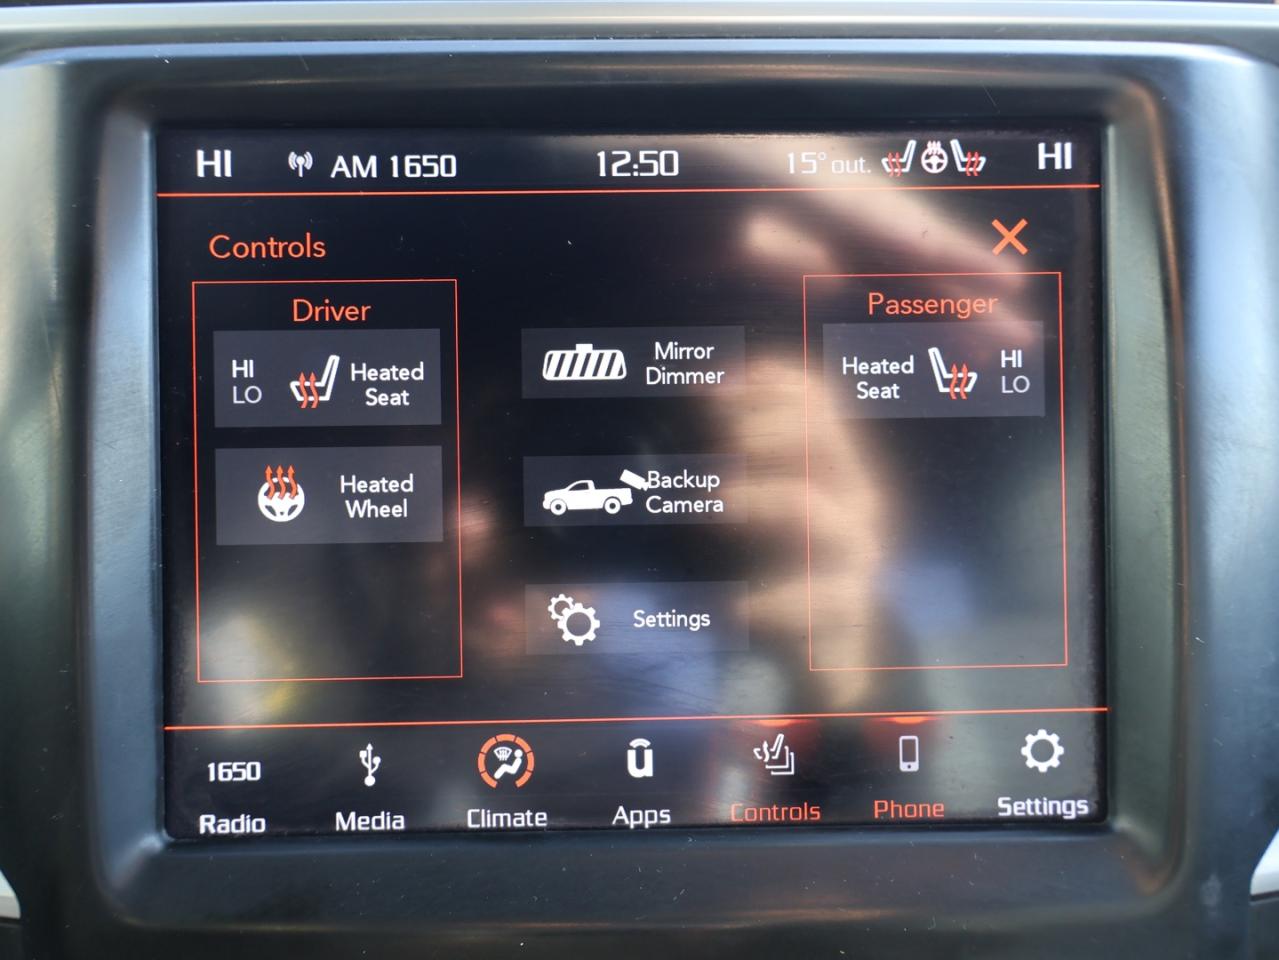 HI AM 1650 12:50 15° out. HI
Controls
Driver
HI
LO
Heated
Seat
Heated
Wheel
Mirror
Dimmer
Backup
Camera
Settings
Passenger
Heated
Seat
HI
LO
1650
Radio
Media
Climate
Apps
Controls
Phone
Settings